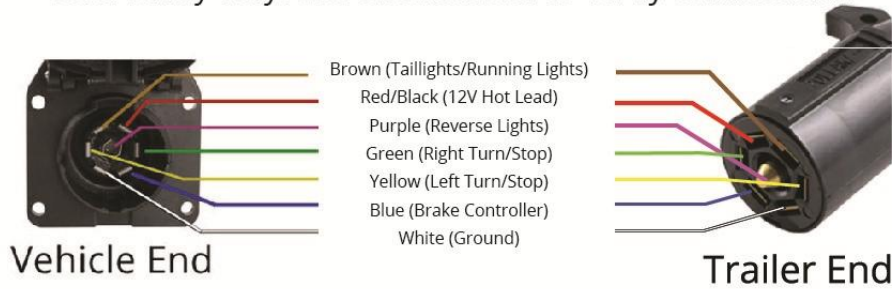 Brown (Taillights/Running Lights)
Red/Black (12V Hot Lead)
Purple (Reverse Lights)
Green (Right Turn/Stop)
Yellow (Left Turn/Stop)
Blue (Brake Controller)
White (Ground)
Vehicle End
Trailer End